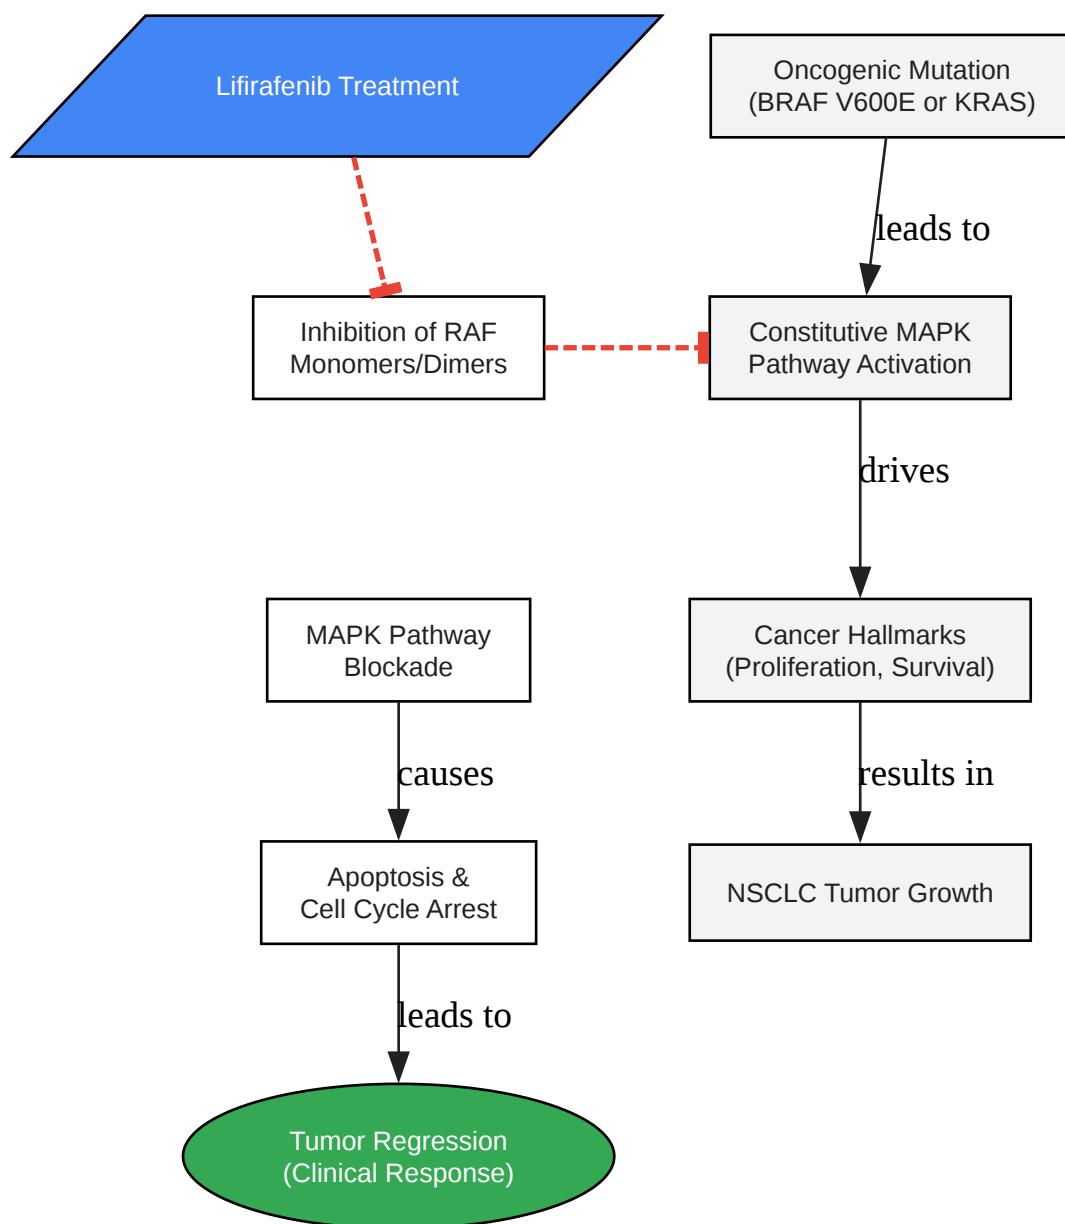 Lifirafenib Treatment
Oncogenic Mutation
(BRAF V600E or KRAS)
leads to
Inhibition of RAF
Monomers/Dimers
Constitutive MAPK
Pathway Activation
drives
MAPK Pathway
Blockade
Cancer Hallmarks
(Proliferation, Survival)
causes
results in
Apoptosis &
Cell Cycle Arrest
NSCLC Tumor Growth
leads to
Tumor Regression
(Clinical Response)